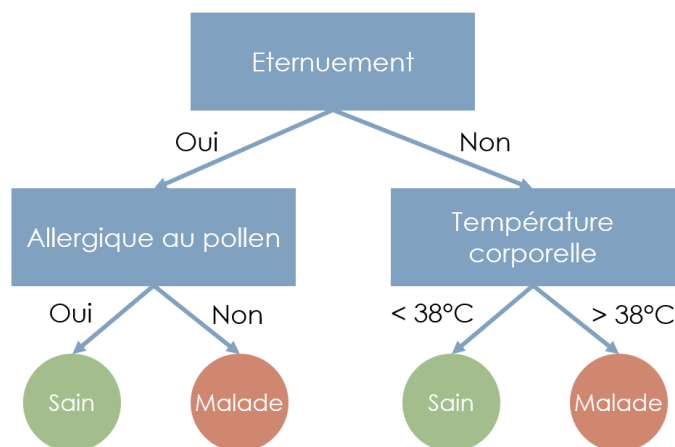 Eternuement
Oui
Non
Allergique au pollen
Température
corporelle
Oui
Non
< 38°C
> 38°C
Sain
Malade
Sain
Malade